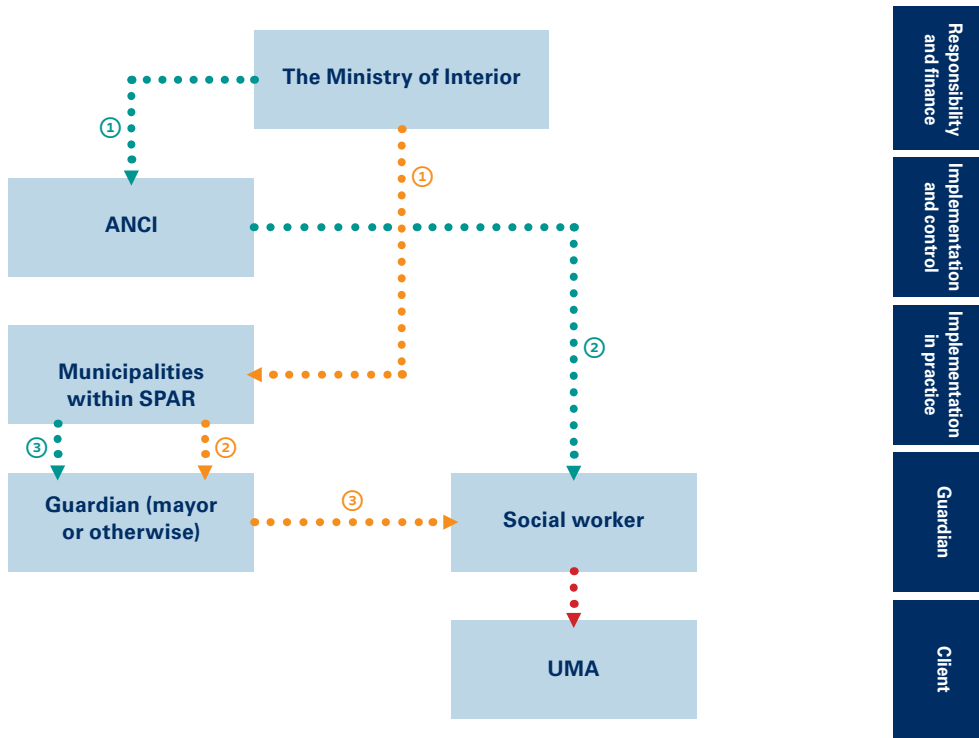 The Ministry of Interior
①
①
ANCI
②
Municipalities
within SPAR
③
②
Guardian (mayor
or otherwise)
③
Social worker
UMA
Responsibility
and finance
Implementation
and control
Implementation
in practice
Guardian
Client